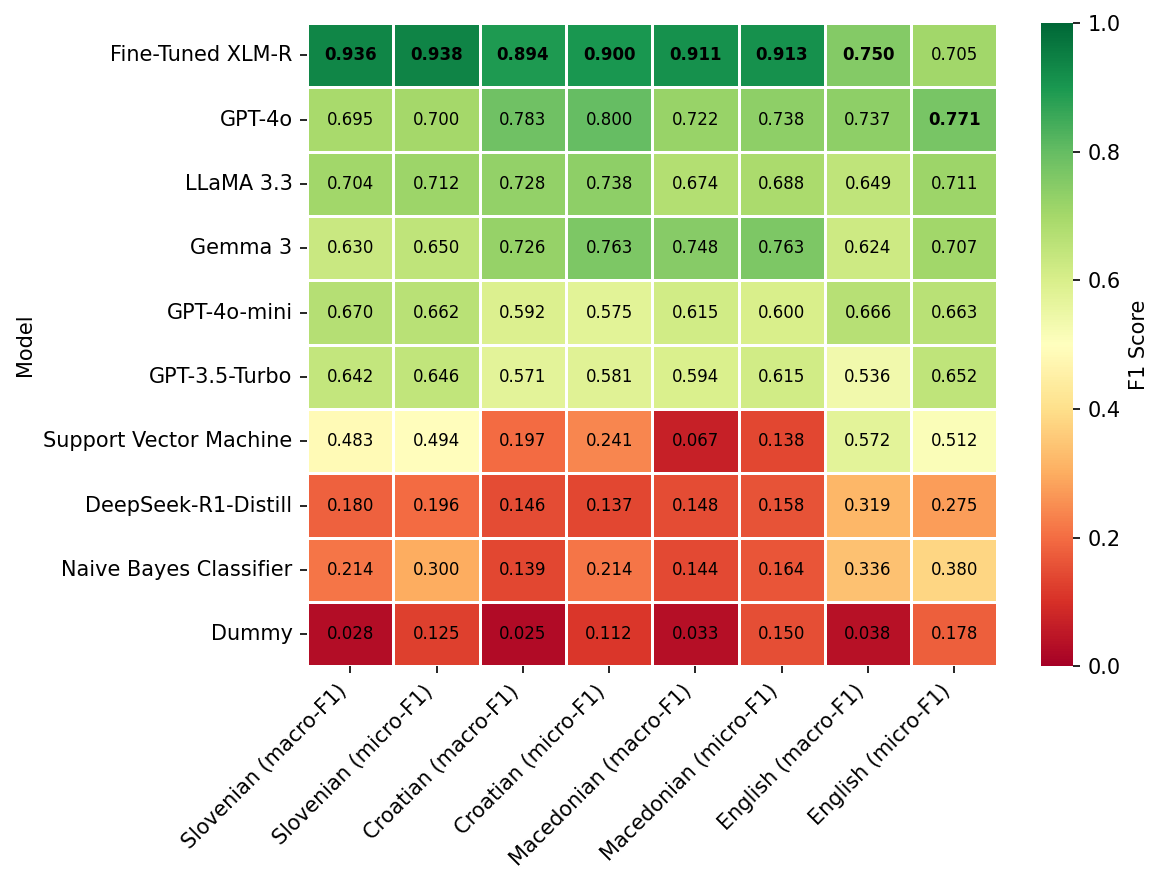 Model
Fine-Tuned XLM-R 0.936 0.938 0.894 0.900 0.911 0.913 0.750 0.705
GPT-4o 0.695 0.700 0.783 0.800 0.722 0.738 0.737 0.771
LLaMA 3.3 0.704 0.712 0.728 0.738 0.674 0.688 0.649 0.711
Gemma 3 0.630 0.650 0.726 0.763 0.748 0.763 0.624 0.707
GPT-4o-mini 0.670 0.662 0.592 0.575 0.615 0.600 0.666 0.663
GPT-3.5-Turbo 0.642 0.646 0.571 0.581 0.594 0.615 0.536 0.652
Support Vector Machine 0.483 0.494 0.197 0.241 0.067 0.138 0.572 0.512
DeepSeek-R1-Distill 0.180 0.196 0.146 0.137 0.148 0.158 0.319 0.275
Naive Bayes Classifier 0.214 0.300 0.139 0.214 0.144 0.164 0.336 0.380
Dummy 0.028 0.125 0.025 0.112 0.033 0.150 0.038 0.178
Slovenian (macro-F1)
Slovenian (micro-F1)
Croatian (macro-F1)
Croatian (micro-F1)
Macedonian (macro-F1)
Macedonian (micro-F1)
English (macro-F1)
English (micro-F1)
1.0
0.8
0.6
0.4
0.2
0.0
F1 Score